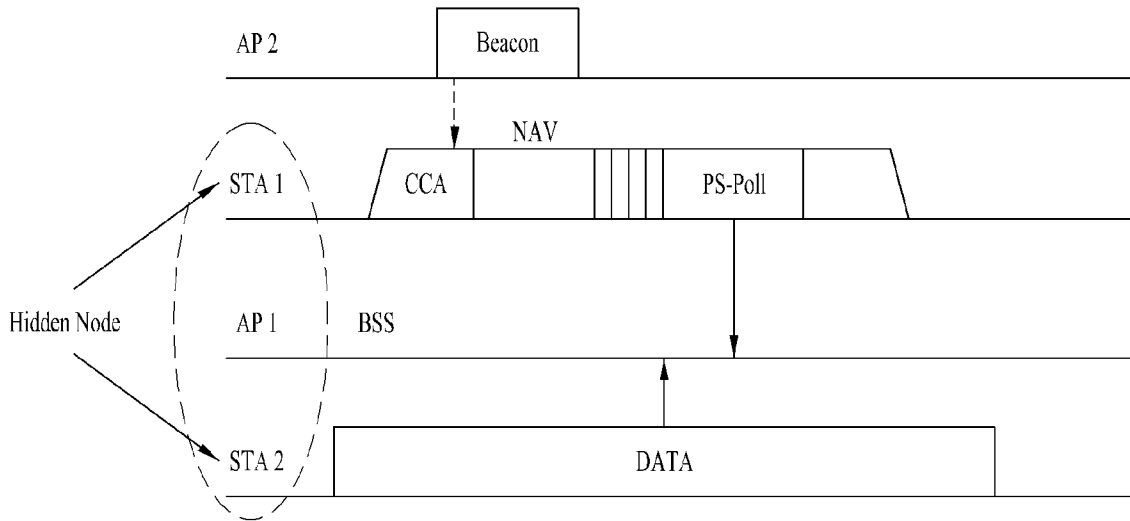 AP 2
Beacon
NAV
STA 1
CCA
PS-Poll
Hidden Node
AP 1
BSS
STA 2
DATA